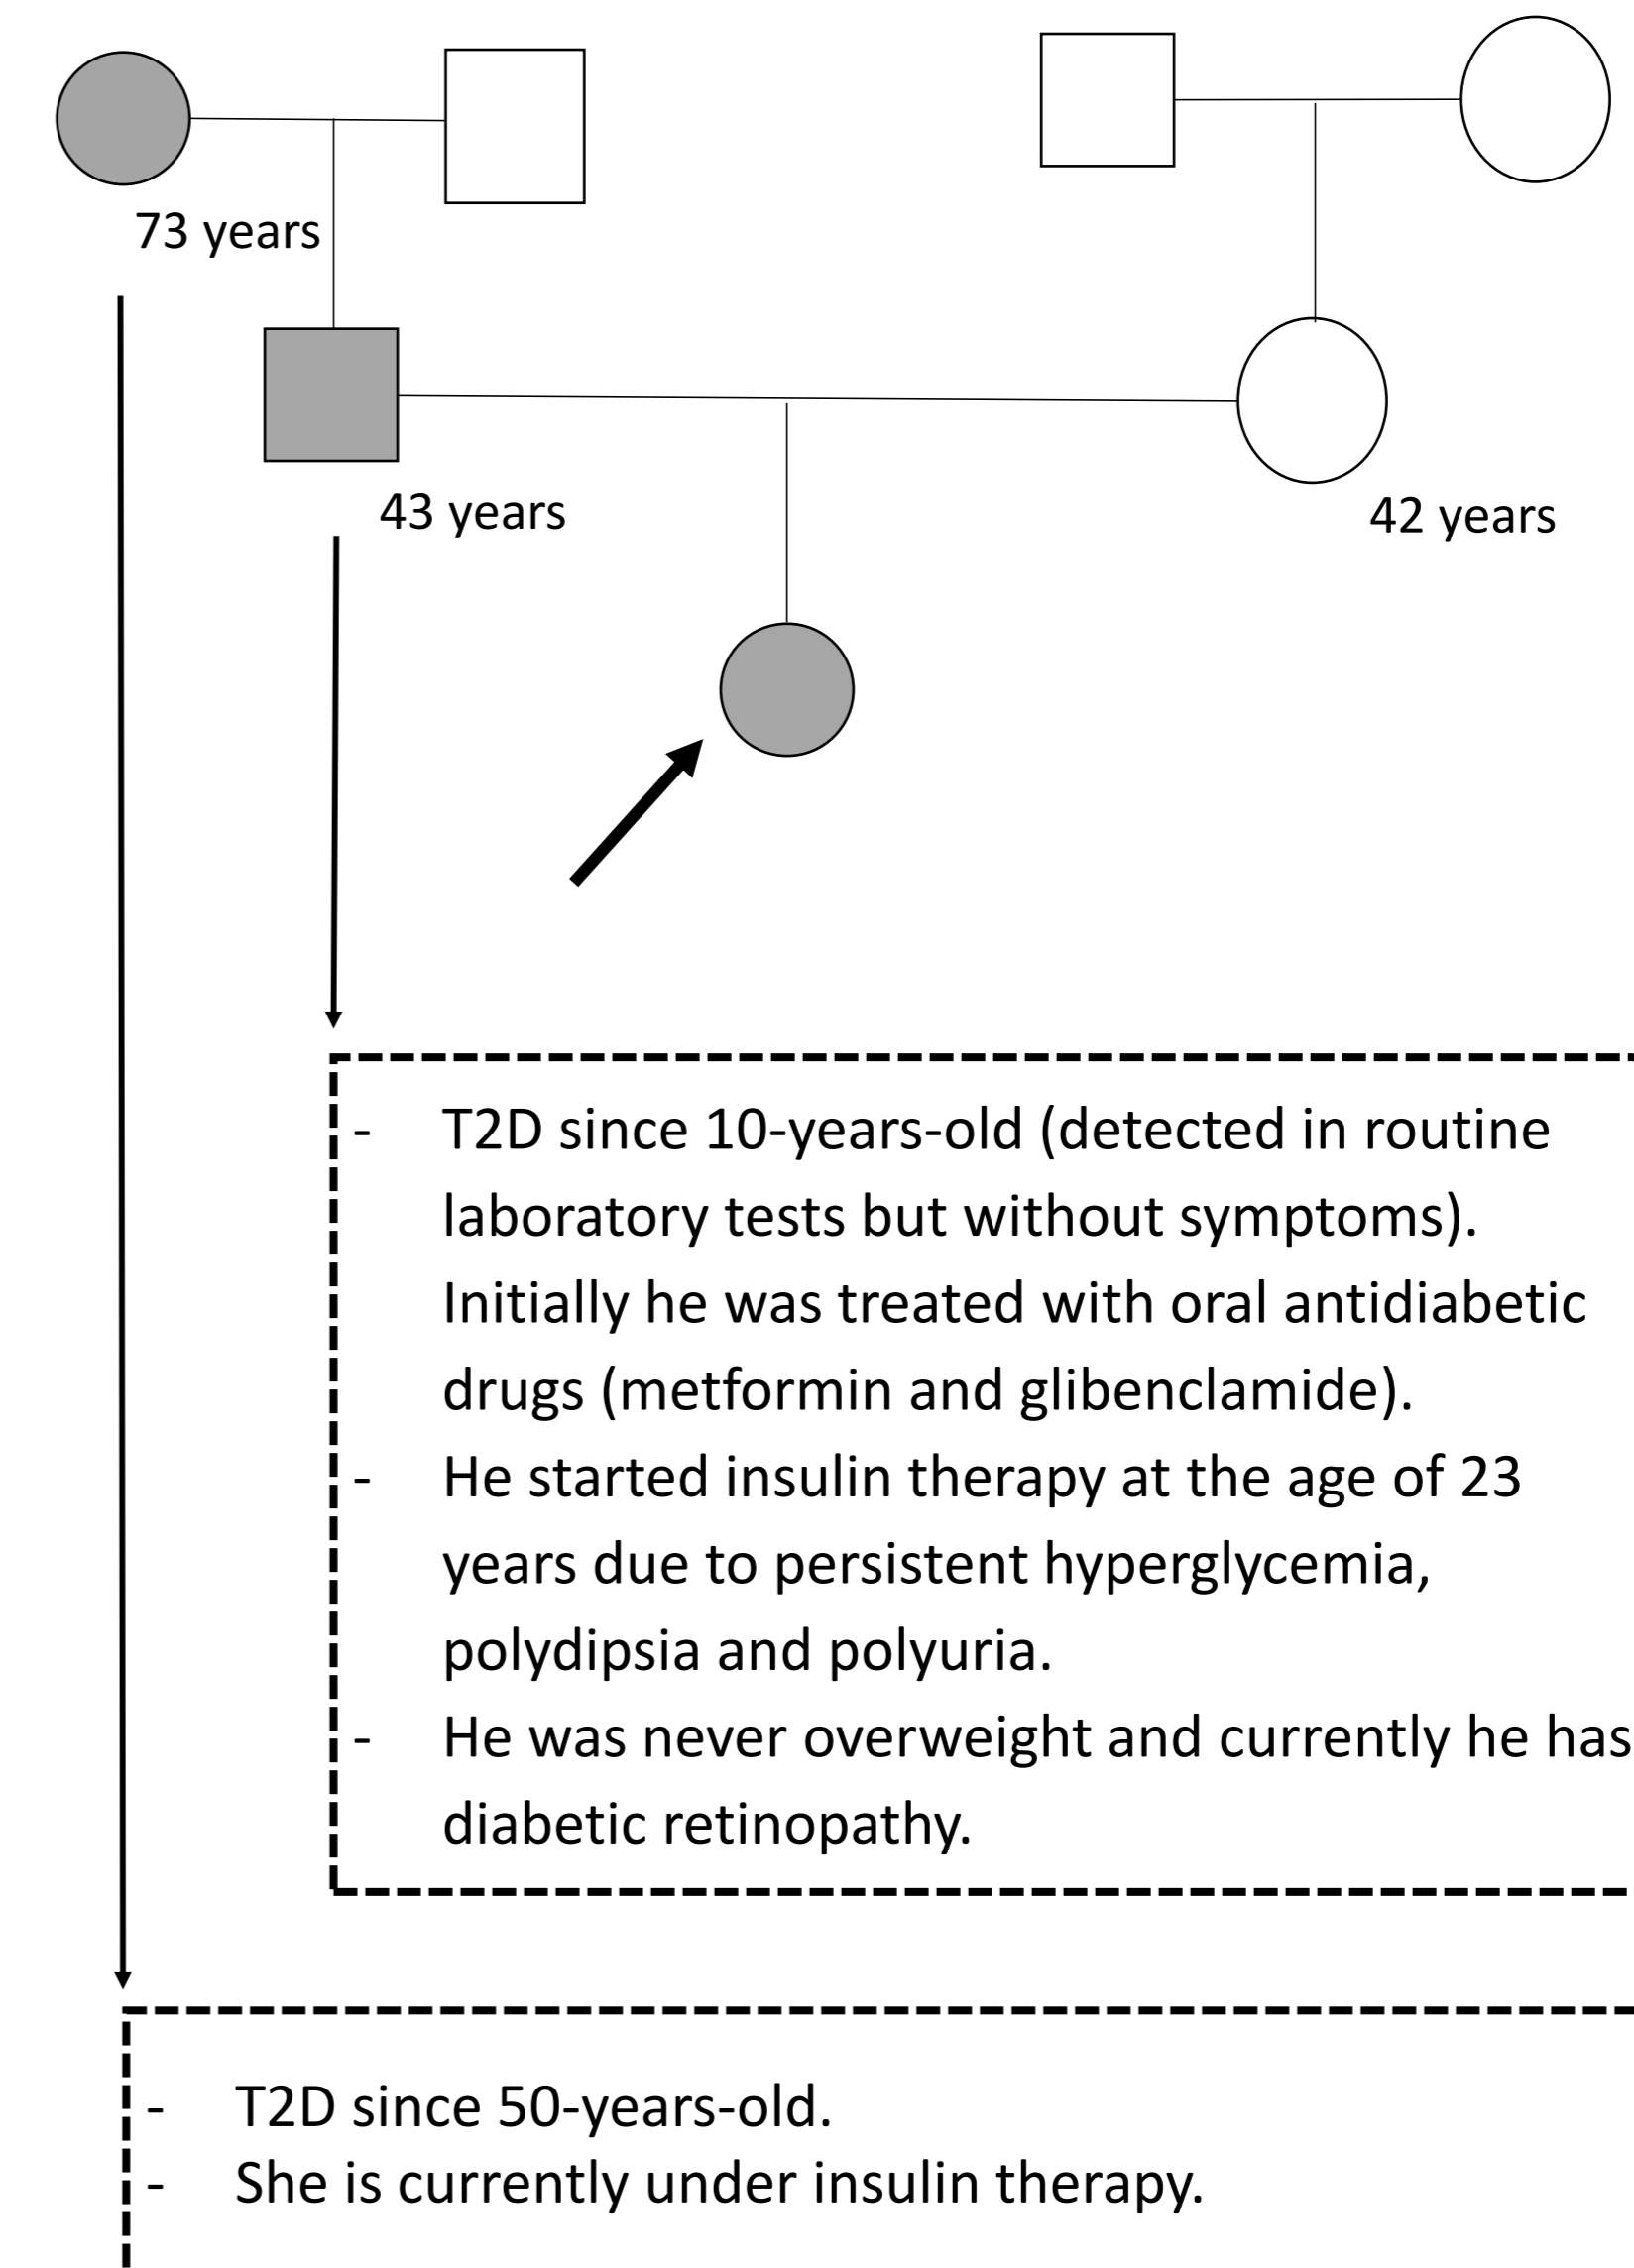 73 years
43 years
42 years
- T2D since 10-years-old (detected in routine
laboratory tests but without symptoms).
Initially he was treated with oral antidiabetic
drugs (metformin and glibenclamide).
- He started insulin therapy at the age of 23
years due to persistent hyperglycemia,
polydipsia and polyuria.
- He was never overweight and currently he has
diabetic retinopathy.
- T2D since 50-years-old.
- She is currently under insulin therapy.